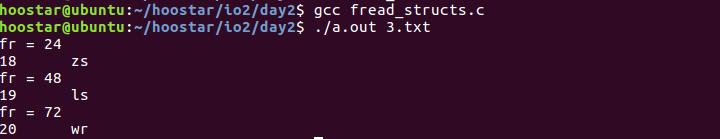 hoostar@ubuntu:~/hoostar/io2/day2$ gcc fread_structs.c
hoostar@ubuntu:~/hoostar/io2/day2$ ./a.out 3.txt
fr = 24
18      zs
fr = 48
19      ls
fr = 72
20      wr